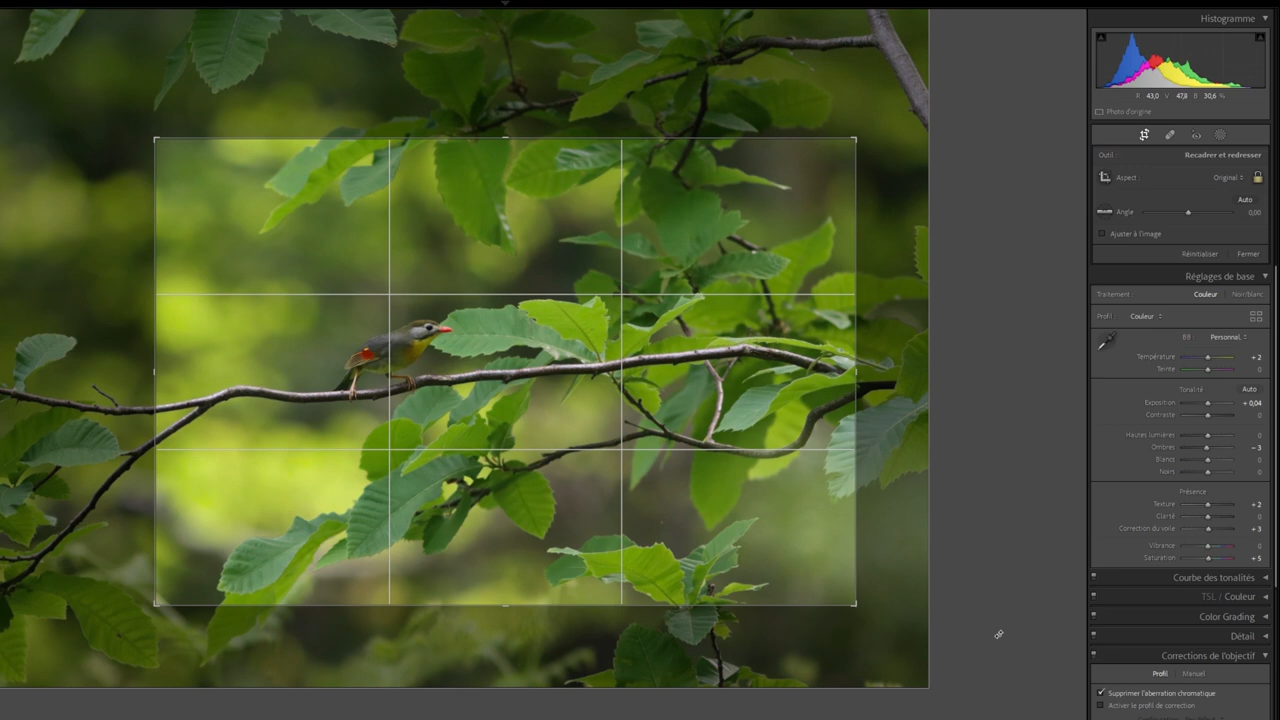 Histogramme
R : 43,0 V : 47,8 B : 30,6 %
Photo d'origine
Outil : Recadrer et redresser
Aspect : Original
Auto
Angle 0,00
Ajuster à l'image
Réinitialiser Fermer
Réglages de base
Traitement : Couleur Noir/blanc
Profil : Couleur
BB : Personnal.
Température + 2
Teinte 0
Tonalité Auto
Exposition + 0,04
Contraste 0
Hautes lumières 0
Ombres − 3
Blancs 0
Noirs 0
Présence
Texture + 2
Clarté 0
Correction du voile + 3
Vibrance 0
Saturation + 5
Courbe des tonalités
TSL / Couleur
Color Grading
Détail
Corrections de l'objectif
Profil Manuel
Supprimer l'aberration chromatique
Activer le profil de correction